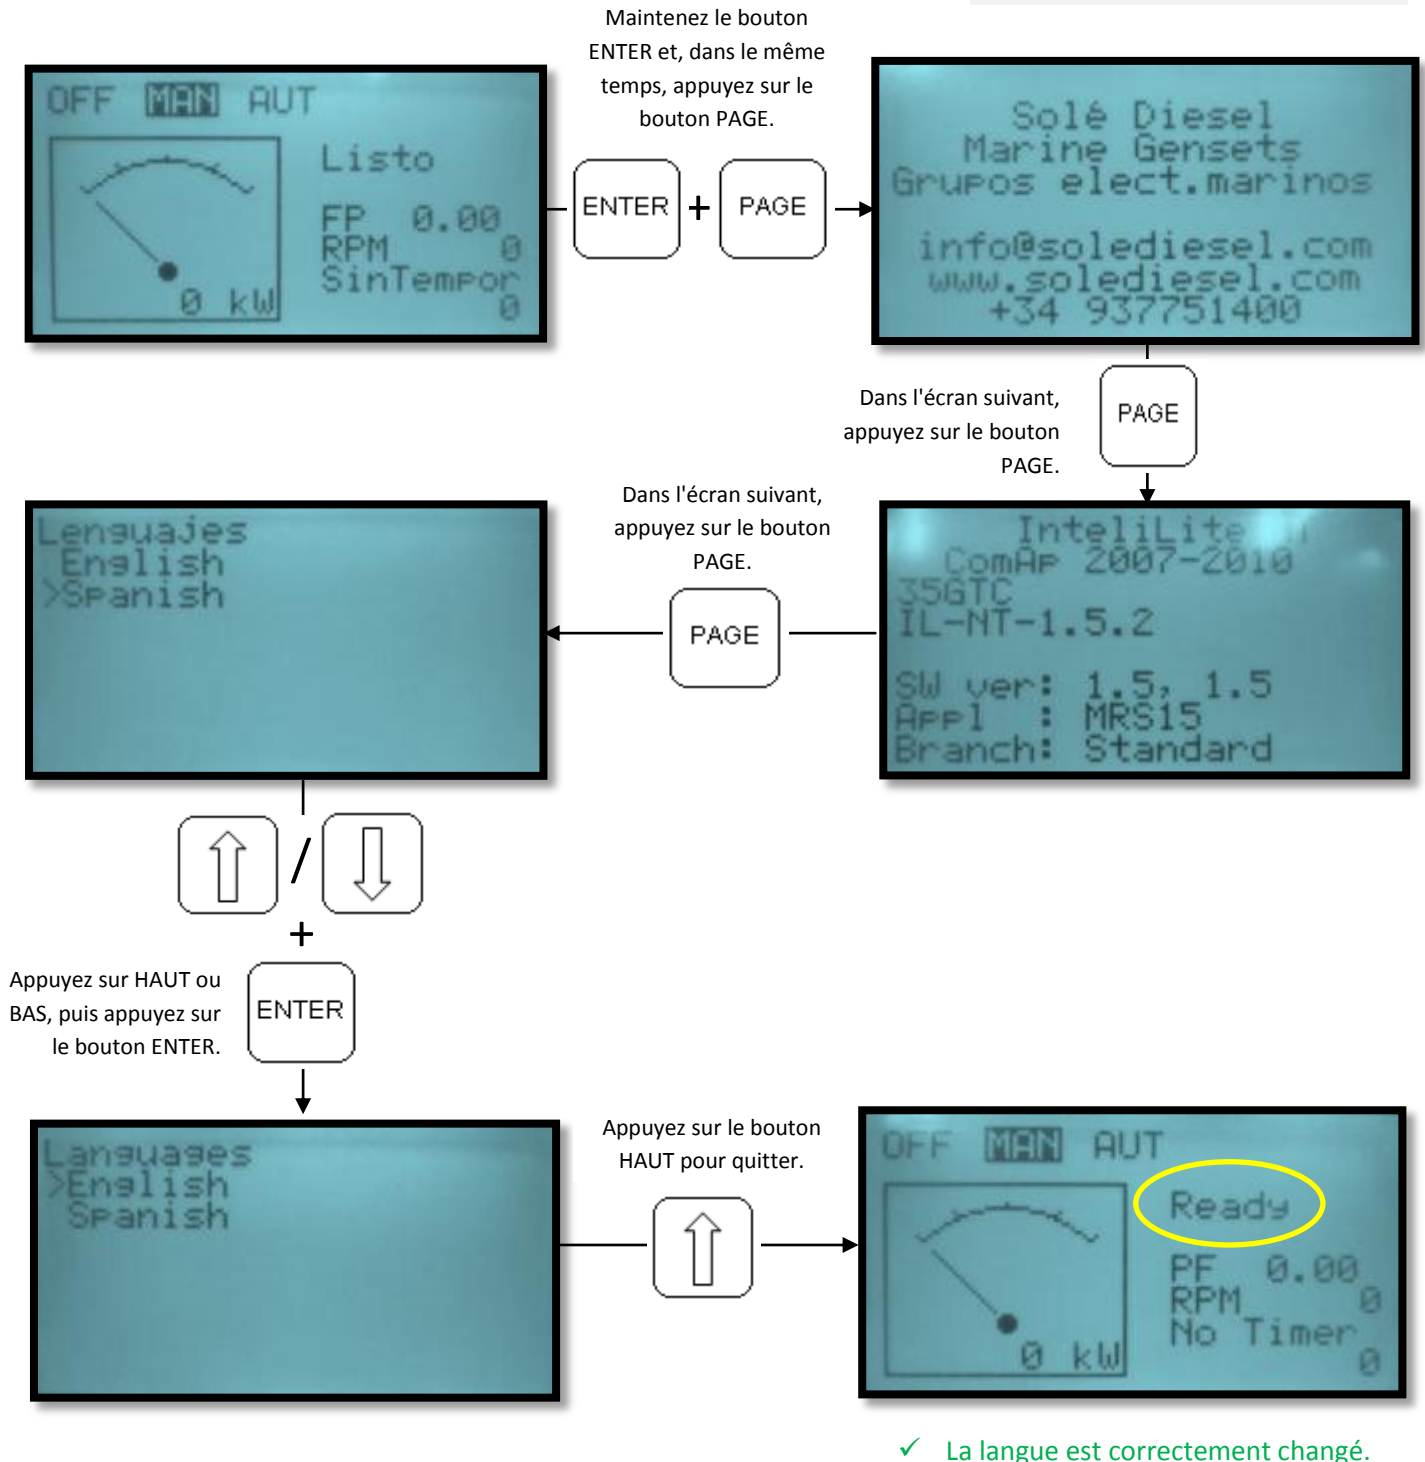 Maintenez le bouton
ENTER et, dans le même
temps, appuyez sur le
bouton PAGE.
OFF MAN AUT
Listo
FP 0.00
RPM 0
SinTempor
0
0 kW
ENTER + PAGE
Solé Diesel
Marine Gensets
Grupos elect.marinos
info@solediesel.com
www.solediesel.com
+34 937751400
Dans l'écran suivant,
appuyez sur le bouton
PAGE.
PAGE
InteliLite
ComAp 2007-2010
35GTC
IL-NT-1.5.2
SW ver: 1.5, 1.5
Appl : MRS15
Branch: Standard
Dans l'écran suivant,
appuyez sur le bouton
PAGE.
PAGE
Lenguajes
English
>Spanish
/
+
Appuyez sur HAUT ou
BAS, puis appuyez sur
le bouton ENTER.
ENTER
Languages
>English
Spanish
Appuyez sur le bouton
HAUT pour quitter.
OFF MAN AUT
Ready
PF 0.00
RPM 0
No Timer
0
0 kW
✓ La langue est correctement changé.